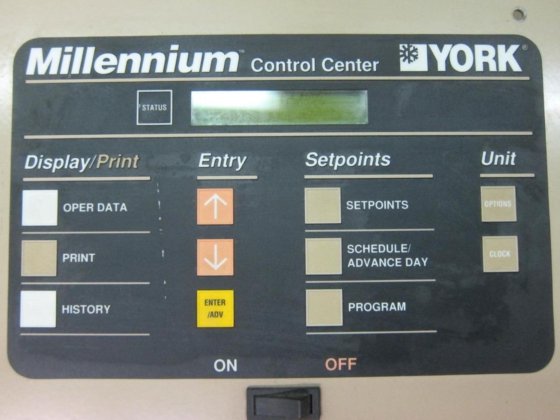 Millennium™ Control Center YORK®
STATUS
Display/Print Entry Setpoints Unit
OPER DATA SETPOINTS OPTIONS
PRINT SCHEDULE/
ADVANCE DAY CLOCK
HISTORY ENTER
/ADV PROGRAM
ON OFF